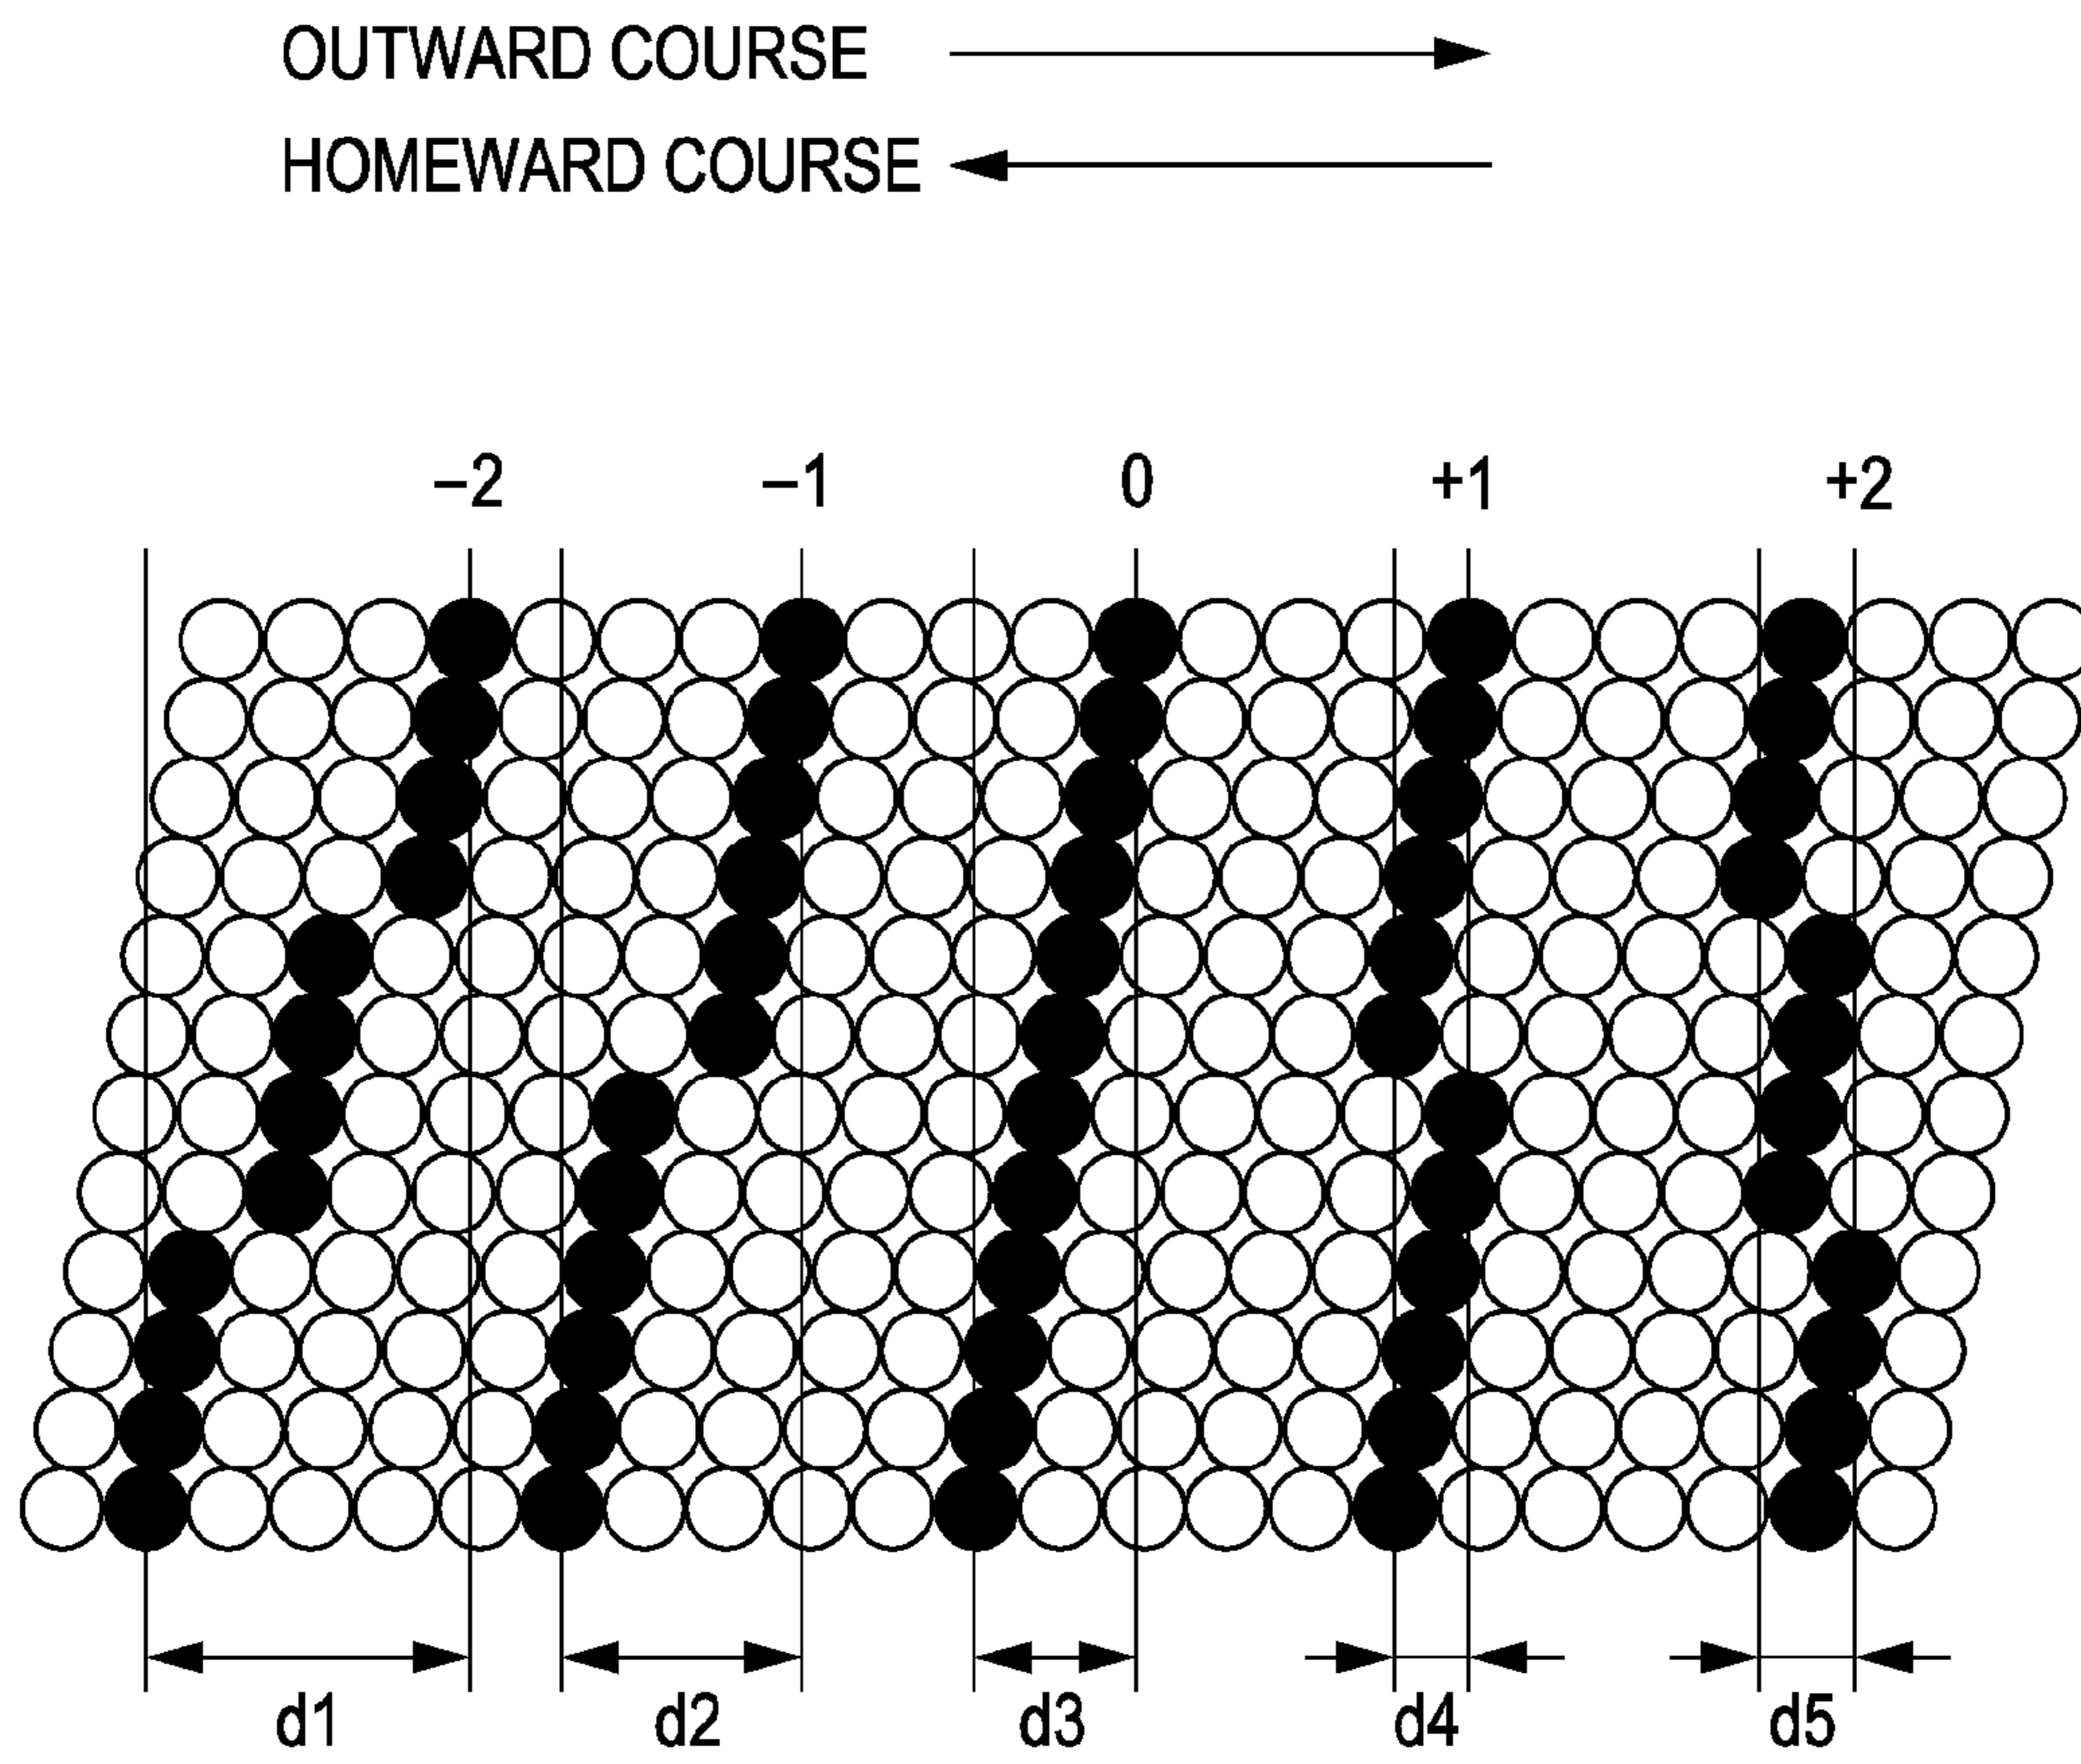 OUTWARD COURSE
HOMEWARD COURSE
–2 –1 0 +1 +2
d1 d2 d3 d4 d5